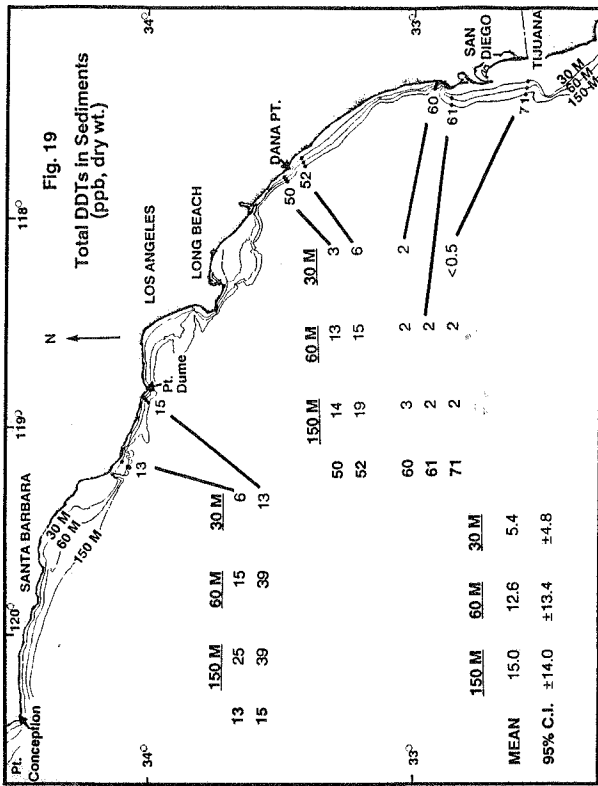 120°
119°
118°
Pt.
Conception
SANTA BARBARA
30 M
60 M
150 M
N
Fig. 19
Total DDTs in Sediments
(ppb, dry wt.)
34°
34°
13
15
Pt.
Dume
LOS ANGELES
LONG BEACH
DANA PT.
50
52
150 M 60 M 30 M
13 25 15 6
15 39 39 13
150 M 60 M 30 M
50 14 13 3
52 19 15 6
60 3 2 2
61 2 2
71 2 2 <0.5
33°
33°
60
61
71
SAN
DIEGO
TIJUANA
30 M
60-M
150-M
150 M 60 M 30 M
MEAN 15.0 12.6 5.4
95% C.I. ±14.0 ±13.4 ±4.8